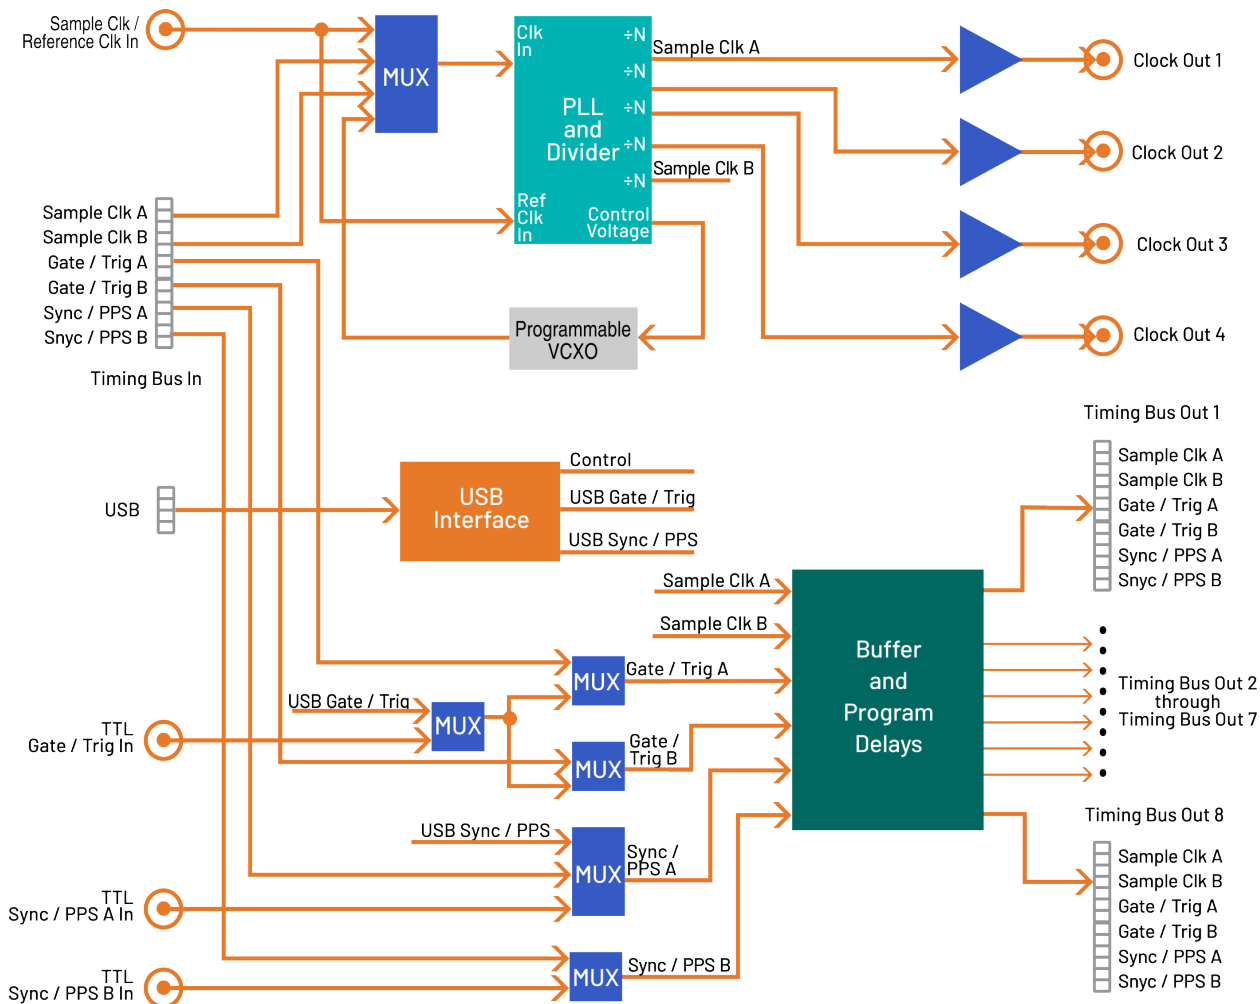 Sample Clk /
Reference Clk In
MUX
Clk
In
÷N
÷N
÷N
÷N
÷N
PLL
and
Divider
Ref
Clk
In
Control
Voltage
Sample Clk A
Sample Clk B
Clock Out 1
Clock Out 2
Clock Out 3
Clock Out 4
Programmable
VCXO
Sample Clk A
Sample Clk B
Gate / Trig A
Gate / Trig B
Sync / PPS A
Snyc / PPS B
Timing Bus In
USB
USB
Interface
Control
USB Gate / Trig
USB Sync / PPS
Timing Bus Out 1
Sample Clk A
Sample Clk B
Gate / Trig A
Gate / Trig B
Sync / PPS A
Snyc / PPS B
Sample Clk A
Sample Clk B
Buffer
and
Program
Delays
Timing Bus Out 2
through
Timing Bus Out 7
TTL
Gate / Trig In
USB Gate / Trig
MUX
MUX
Gate / Trig A
MUX
Gate /
Trig B
USB Sync / PPS
MUX
Sync /
PPS A
TTL
Sync / PPS A In
TTL
Sync / PPS B In
MUX
Sync / PPS B
Timing Bus Out 8
Sample Clk A
Sample Clk B
Gate / Trig A
Gate / Trig B
Sync / PPS A
Snyc / PPS B